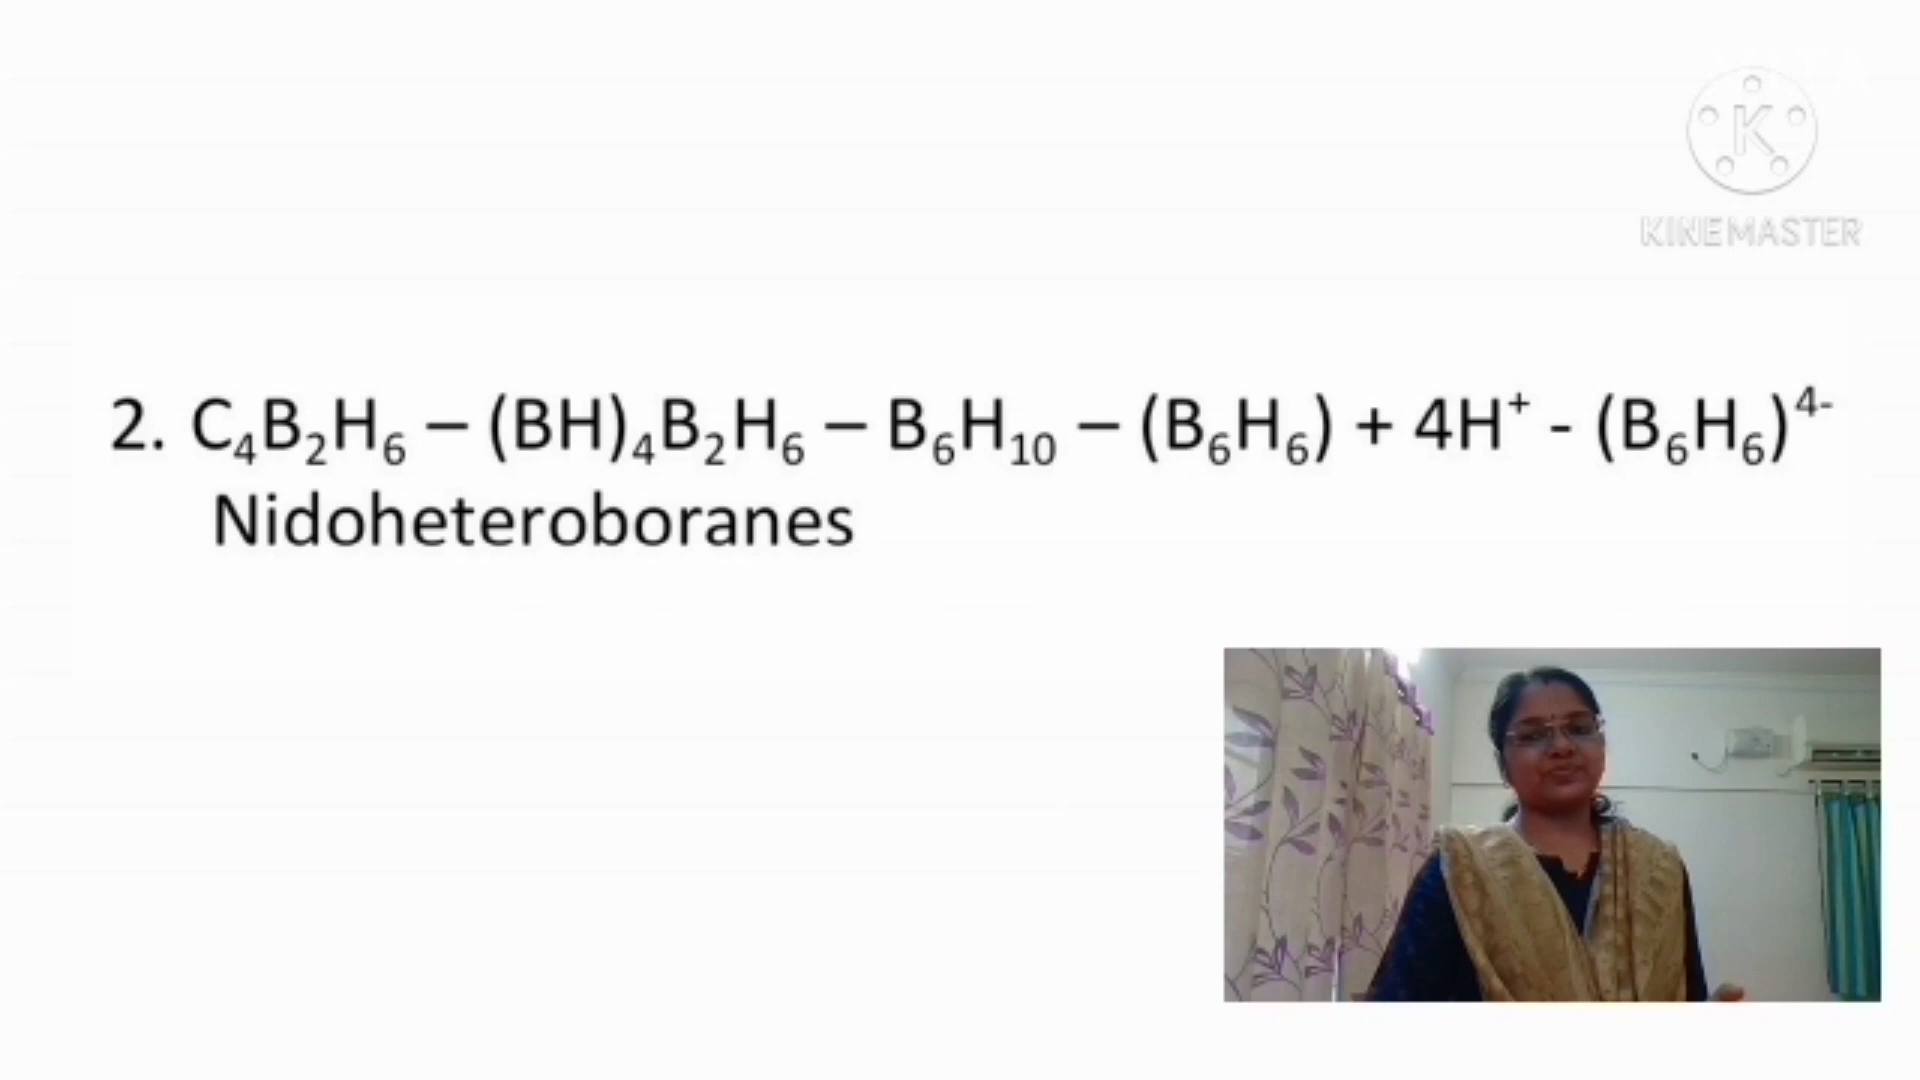 K
KINEMASTER
2. C₄B₂H₆ – (BH)₄B₂H₆ – B₆H₁₀ – (B₆H₆) + 4H⁺ - (B₆H₆)⁴⁻
Nidoheteroboranes